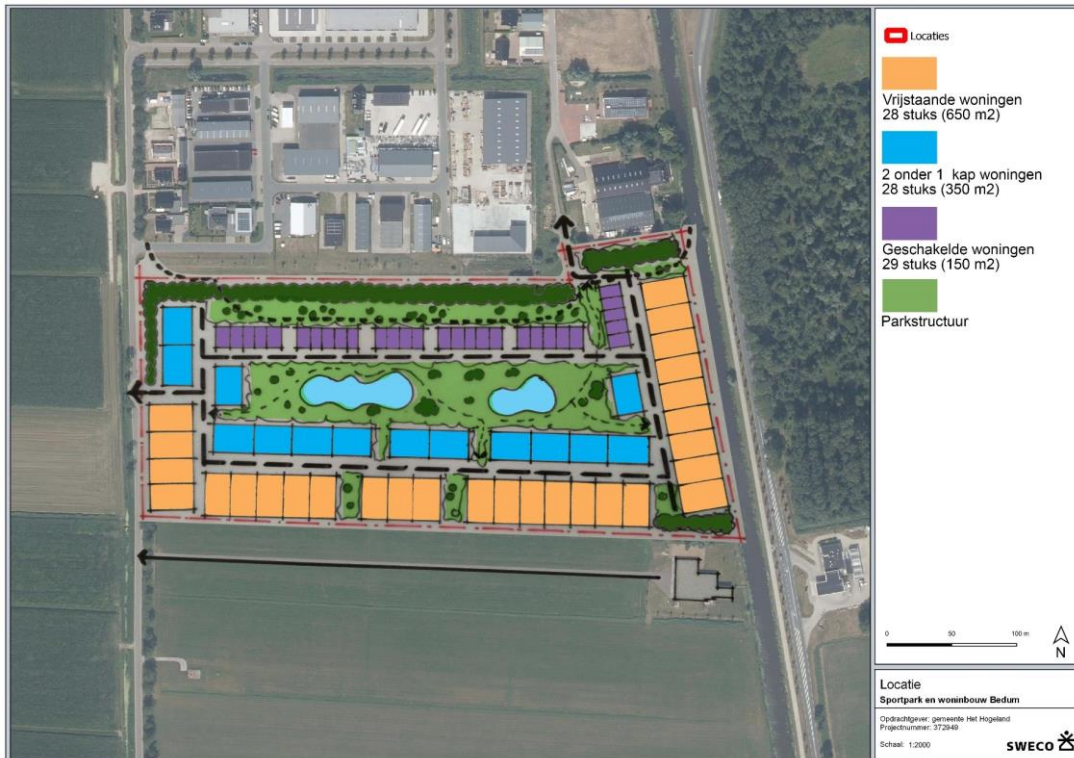 Locaties
Vrijstaande woningen
28 stuks (650 m2)
2 onder 1 kap woningen
28 stuks (350 m2)
Geschakelde woningen
29 stuks (150 m2)
Parkstructuur
0 50 100 m
N
Locatie
Sportpark en woninbouw Bedum
Opdrachtgever: gemeente Het Hogeland
Projectnummer: 372949
Schaal: 1:2000
SWECO